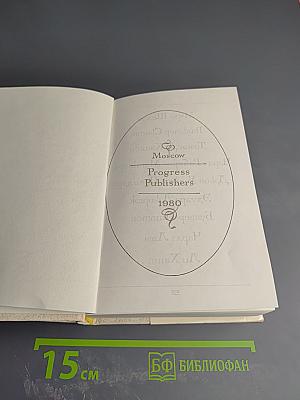 Moscow
Progress
Publishers
1980
15 см
БФ БИБЛИОФАН